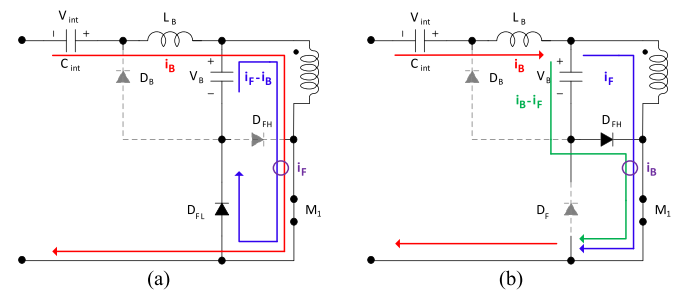 V_int
L_B
- +
C_int
i_B
D_B
+
V_B
-
i_F-i_B
D_FH
i_F
D_FL
M_1
(a)
V_int
L_B
- +
C_int
i_B
D_B
+
V_B
-
i_F
i_B-i_F
D_FH
i_B
D_F
M_1
(b)